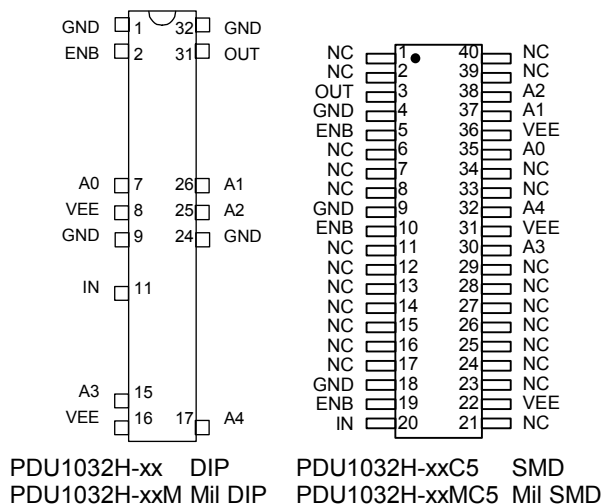 GND 1 32 GND
ENB 2 31 OUT
A0 7 26 A1
VEE 8 25 A2
GND 9 24 GND
IN 11
A3 15
VEE 16 17 A4
NC 1 40 NC
NC 2 39 NC
OUT 3 38 A2
GND 4 37 A1
ENB 5 36 VEE
NC 6 35 A0
NC 7 34 NC
NC 8 33 NC
GND 9 32 A4
ENB 10 31 VEE
NC 11 30 A3
NC 12 29 NC
NC 13 28 NC
NC 14 27 NC
NC 15 26 NC
NC 16 25 NC
NC 17 24 NC
GND 18 23 NC
ENB 19 22 VEE
IN 20 21 NC
PDU1032H-xx DIP
PDU1032H-xxM Mil DIP
PDU1032H-xxC5 SMD
PDU1032H-xxMC5 Mil SMD